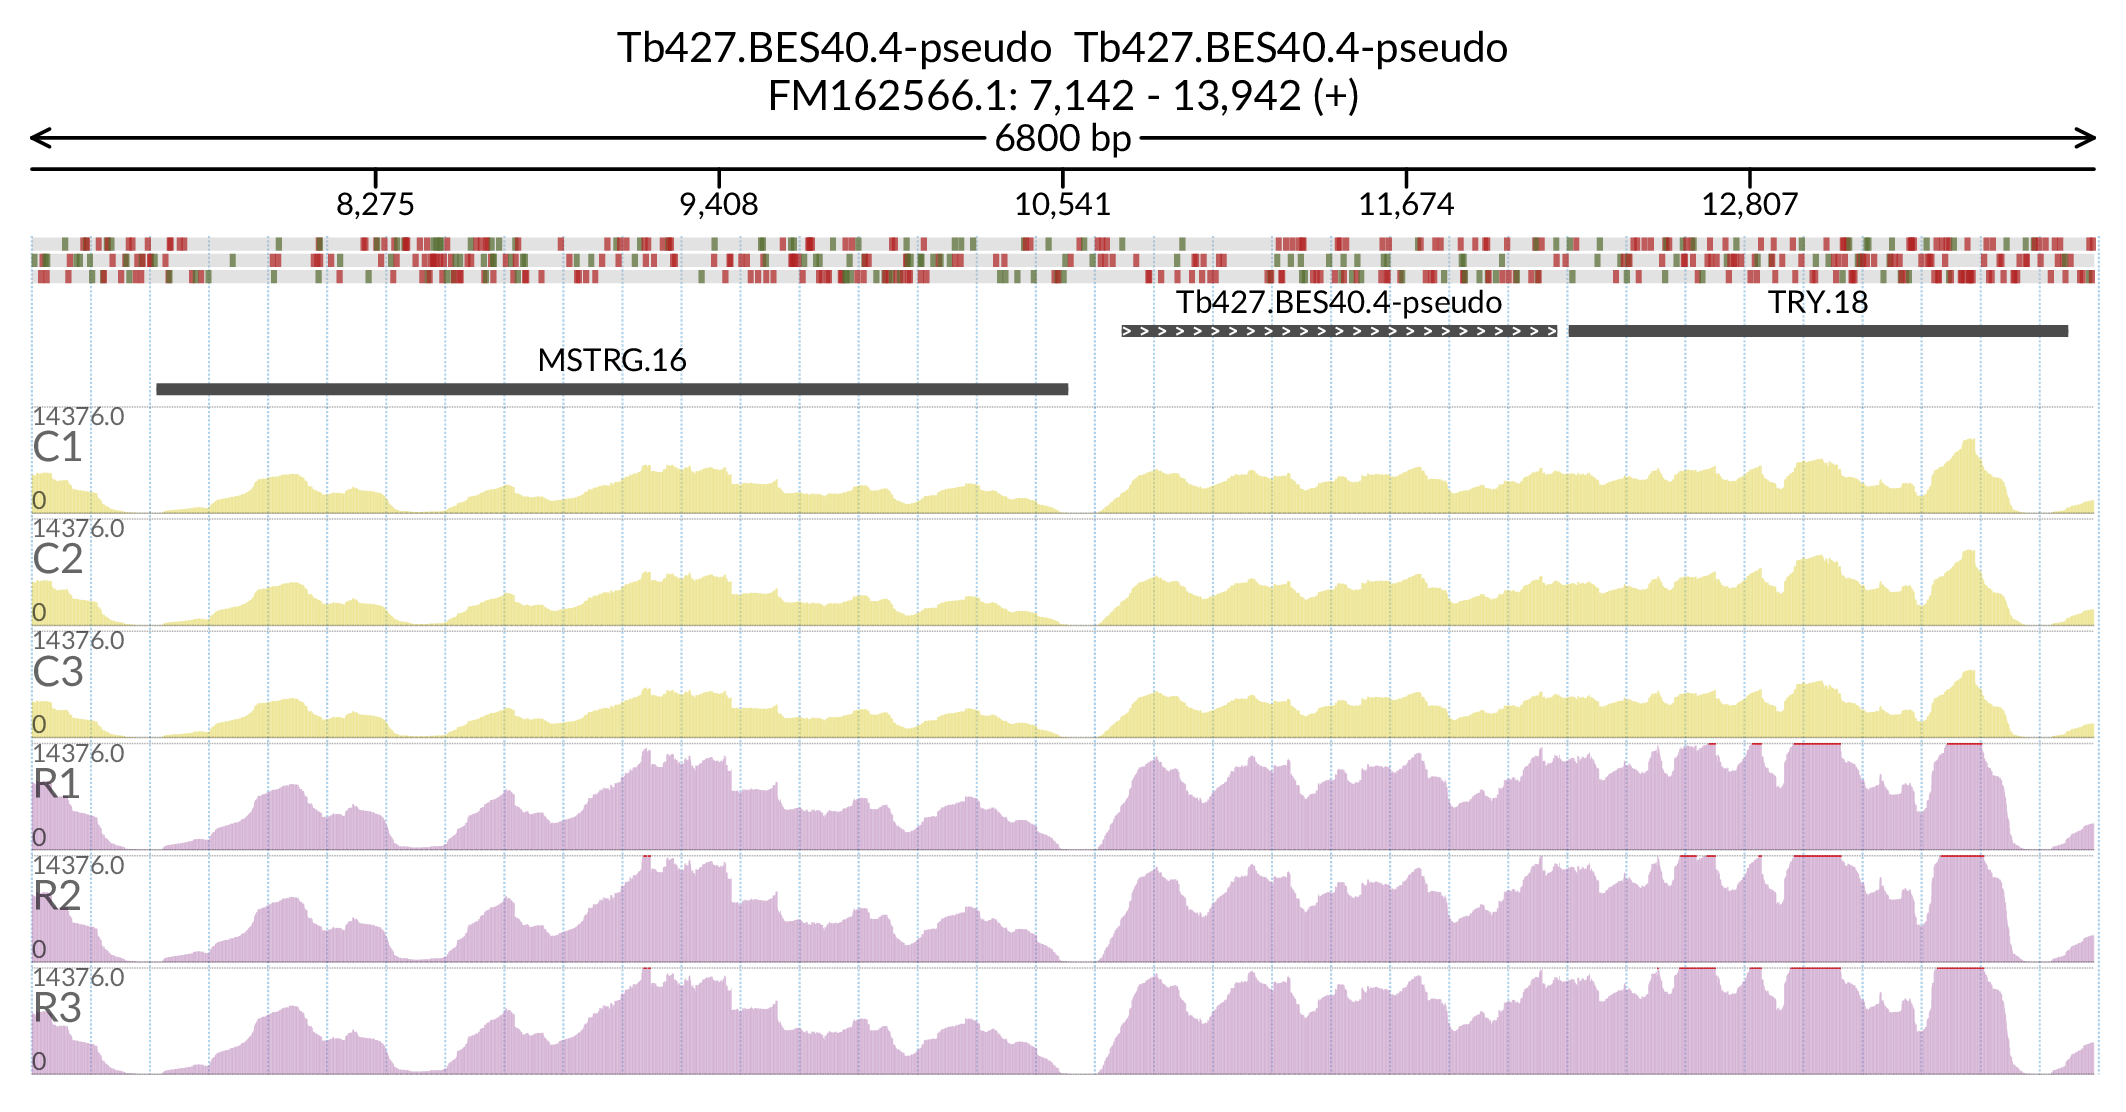 Tb427.BES40.4-pseudo  Tb427.BES40.4-pseudo
FM162566.1: 7,142 - 13,942 (+)
6800 bp
8,275 9,408 10,541 11,674 12,807
Tb427.BES40.4-pseudo TRY.18
> > > > > > > > > > > > > > > > > > > > > > > > >
MSTRG.16
14376.0
C1
0
14376.0
C2
0
14376.0
C3
0
14376.0
R1
0
14376.0
R2
0
14376.0
R3
0